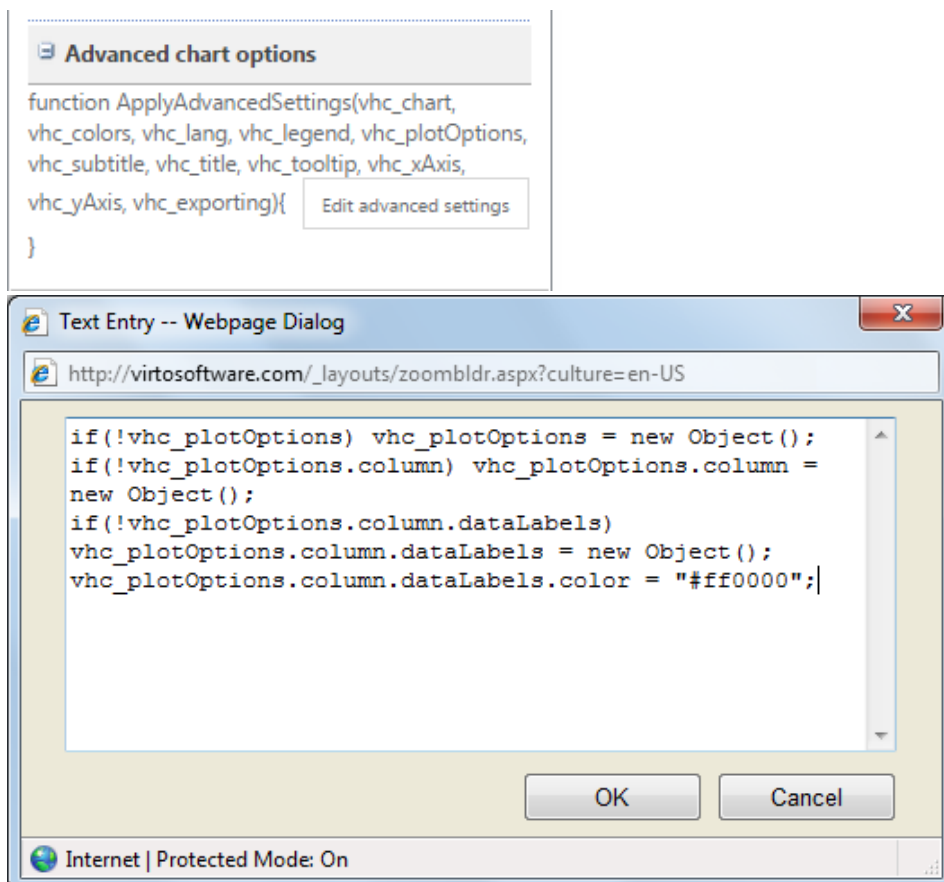 Advanced chart options
function ApplyAdvancedSettings(vhc_chart,
vhc_colors, vhc_lang, vhc_legend, vhc_plotOptions,
vhc_subtitle, vhc_title, vhc_tooltip, vhc_xAxis,
vhc_yAxis, vhc_exporting){ Edit advanced settings
}
Text Entry -- Webpage Dialog
http://virtosoftware.com/_layouts/zoombldr.aspx?culture=en-US
if(!vhc_plotOptions) vhc_plotOptions = new Object();
if(!vhc_plotOptions.column) vhc_plotOptions.column =
new Object();
if(!vhc_plotOptions.column.dataLabels)
vhc_plotOptions.column.dataLabels = new Object();
vhc_plotOptions.column.dataLabels.color = "#ff0000";
OK Cancel
Internet | Protected Mode: On